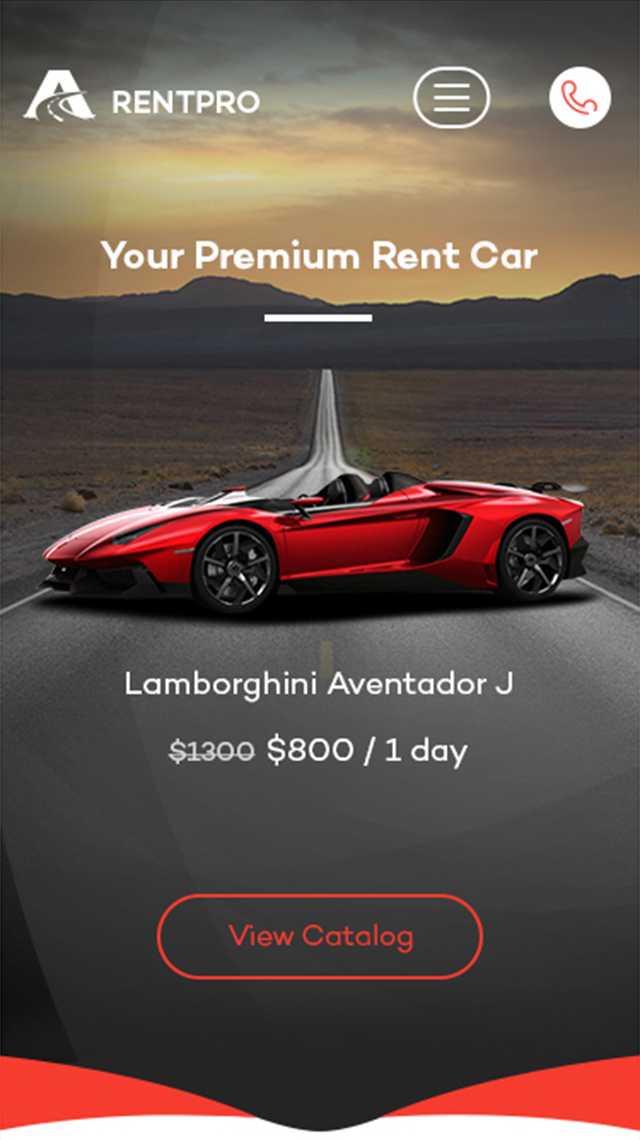 RENTPRO
Your Premium Rent Car
Lamborghini Aventador J
$1300 $800 / 1 day
View Catalog